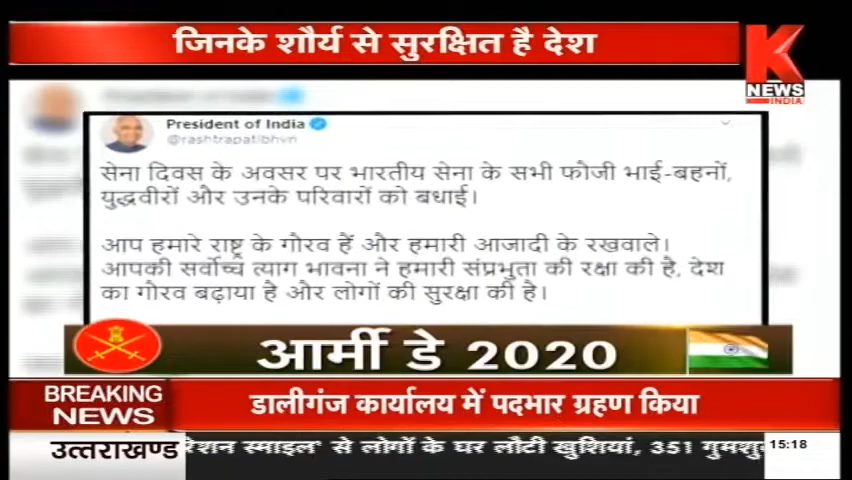 जिनके शौर्य से सुरक्षित है देश
K NEWS INDIA
President of India
@rashtrapatibhvn
सेना दिवस के अवसर पर भारतीय सेना के सभी फौजी भाई-बहनों,
युद्धवीरों और उनके परिवारों को बधाई।
आप हमारे राष्ट्र के गौरव हैं और हमारी आजादी के रखवाले।
आपकी सर्वोच्च त्याग भावना ने हमारी संप्रभुता की रक्षा की है, देश
का गौरव बढ़ाया है और लोगों की सुरक्षा की है।
आर्मी डे 2020
BREAKING NEWS
डालीगंज कार्यालय में पदभार ग्रहण किया
उत्तराखण्ड
रेशन स्माइल' से लोगों के घर लौटी खुशियां, 351 गुमशु
15:18